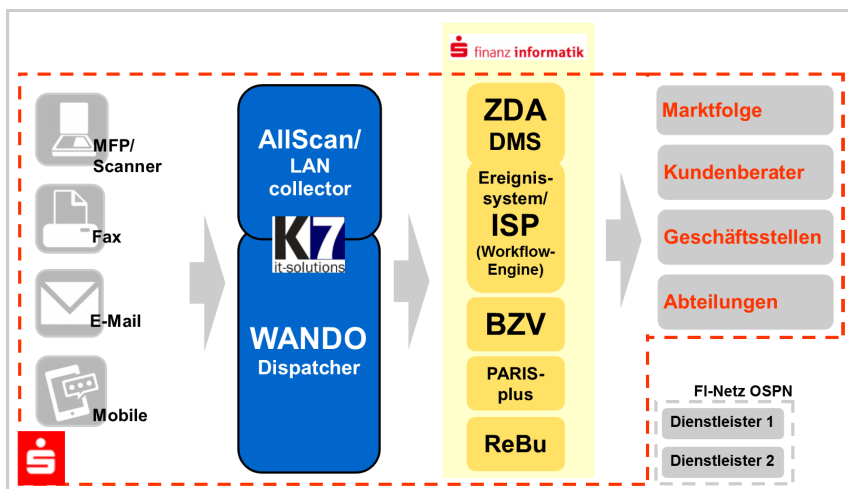 finanz informatik
MFP/
Scanner
Fax
E-Mail
Mobile
AllScan/
LAN
collector
K7
it-solutions
WANDO
Dispatcher
ZDA
DMS
Ereignis-
system/
ISP
(Workflow-
Engine)
BZV
PARIS-
plus
ReBu
Marktfolge
Kundenberater
Geschäftsstellen
Abteilungen
FI-Netz OSPN
Dienstleister 1
Dienstleister 2